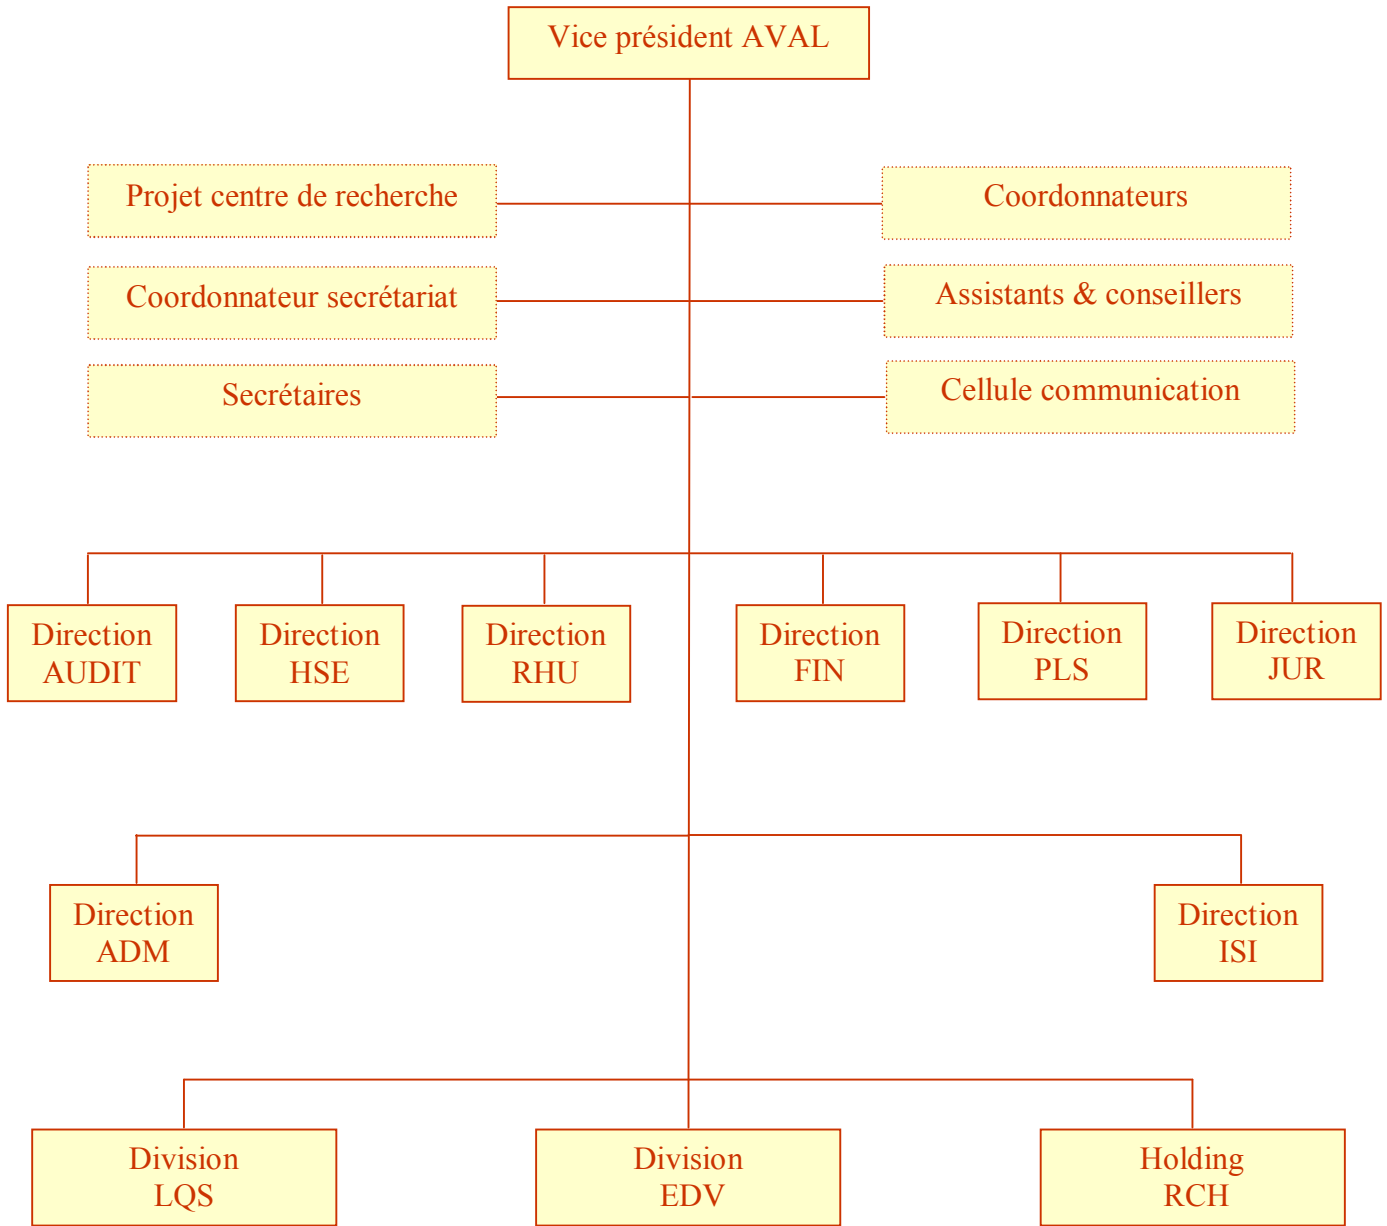 Vice président AVAL
Projet centre de recherche
Coordonnateurs
Coordonnateur secrétariat
Assistants & conseillers
Secrétaires
Cellule communication
Direction
AUDIT
Direction
HSE
Direction
RHU
Direction
FIN
Direction
PLS
Direction
JUR
Direction
ADM
Direction
ISI
Division
LQS
Division
EDV
Holding
RCH